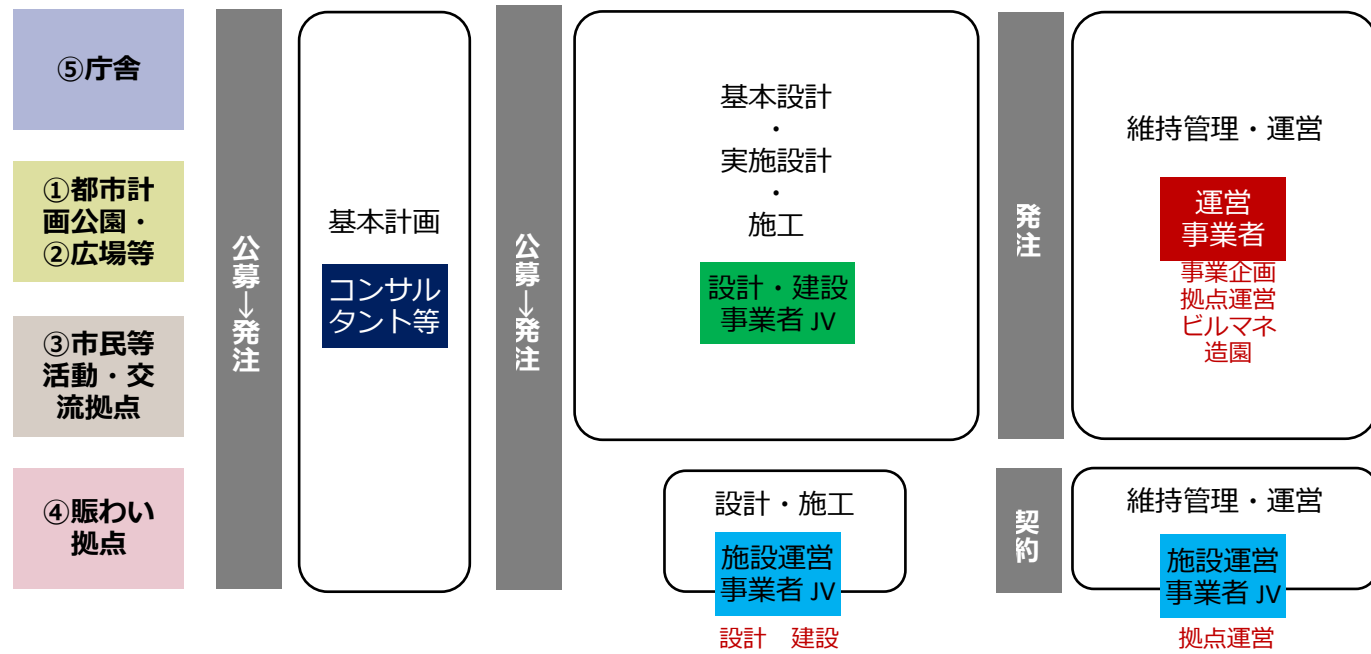 ⑤庁舎
①都市計
画公園・
②広場等
③市民等
活動・交
流拠点
④賑わい
拠点
公募→発注
基本計画
コンサル
タント等
公募→発注
基本設計
・
実施設計
・
施工
設計・建設
事業者 JV
設計・施工
施設運営
事業者 JV
設計　建設
発注
維持管理・運営
運営
事業者
事業企画
拠点運営
ビルマネ
造園
契約
維持管理・運営
施設運営
事業者 JV
拠点運営